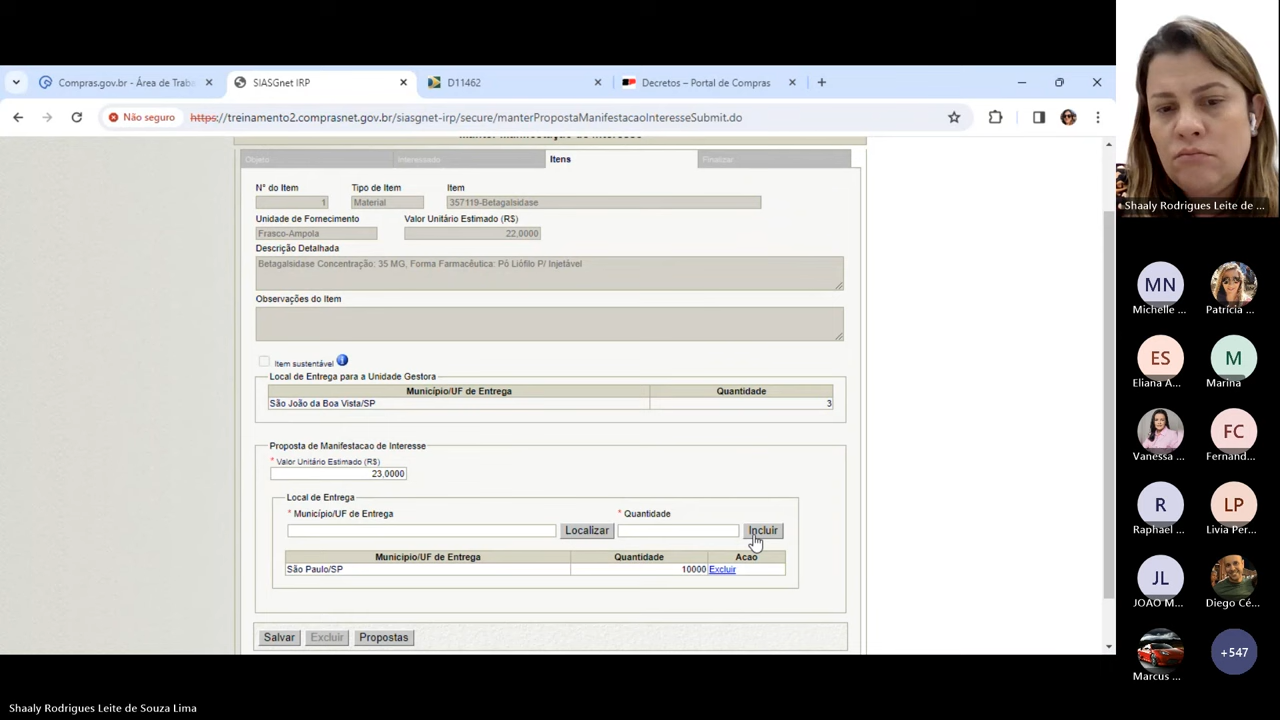 Compras.gov.br - Área de Traba
SIASGnet IRP
D11462
Decretos – Portal de Compras
Não seguro
https://treinamento2.comprasnet.gov.br/siasgnet-irp/secure/manterPropostaManifestacaoInteresseSubmit.do
Objeto
Interessado
Itens
Finalizar
N° do Item
Tipo de Item
Item
1
Material
357119-Betagalsidase
Unidade de Fornecimento
Valor Unitário Estimado (R$)
Frasco-Ampola
22,0000
Descrição Detalhada
Betagalsidase Concentração: 35 MG, Forma Farmacêutica: Pó Liófilo P/ Injetável
Observações do Item
Item sustentável
Local de Entrega para a Unidade Gestora
Município/UF de Entrega
Quantidade
São João da Boa Vista/SP
3
Proposta de Manifestacao de Interesse
* Valor Unitário Estimado (R$)
23,0000
Local de Entrega
* Município/UF de Entrega
* Quantidade
Localizar
Incluir
Município/UF de Entrega
Quantidade
Acao
São Paulo/SP
10000
Excluir
Salvar
Excluir
Propostas
Shaaly Rodrigues Leite de ...
MN
Michelle ...
Patrícia ...
ES
Eliana A...
M
Marina
Vanessa ...
FC
Fernand...
R
Raphael ...
LP
Livia Per...
JL
JOAO M...
Diego Cé...
Marcus ...
+547
Shaaly Rodrigues Leite de Souza Lima